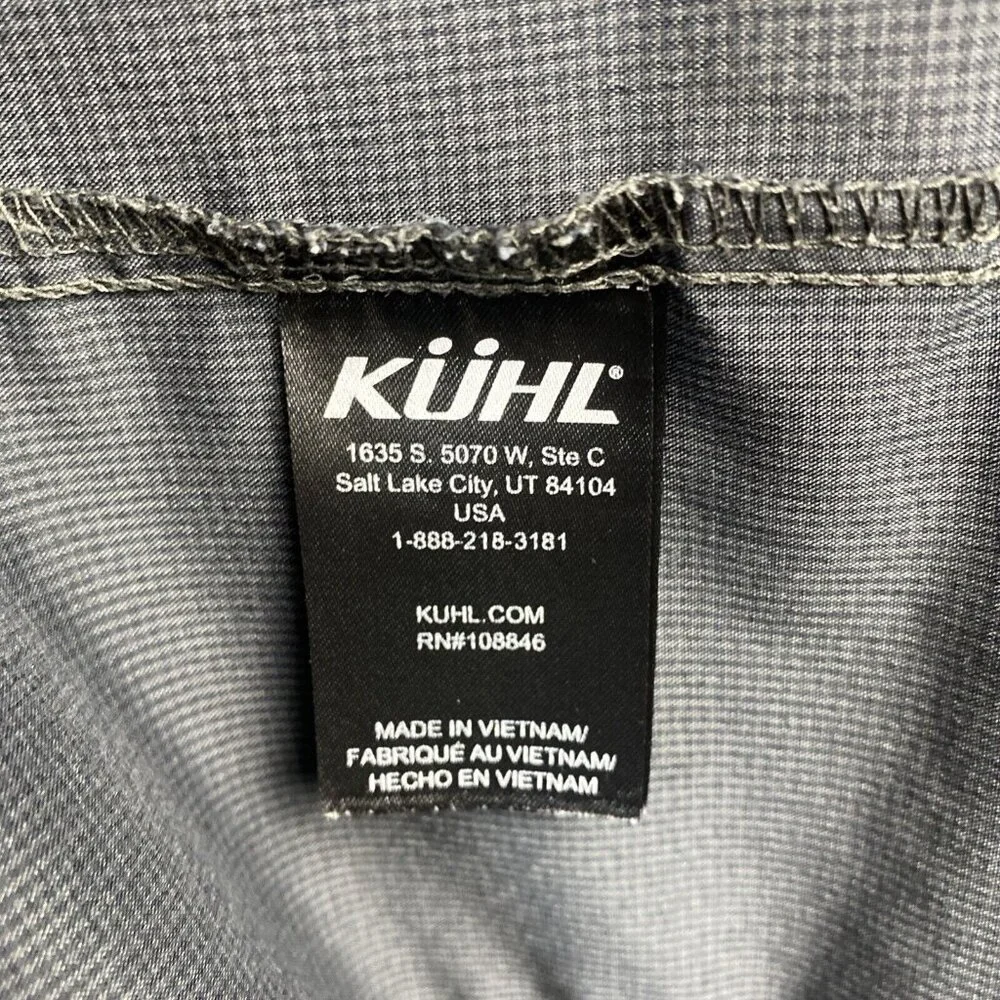 KÜHL®
1635 S. 5070 W, Ste C
Salt Lake City, UT 84104
USA
1-888-218-3181
KUHL.COM
RN#108846
MADE IN VIETNAM/
FABRIQUÉ AU VIETNAM/
HECHO EN VIETNAM